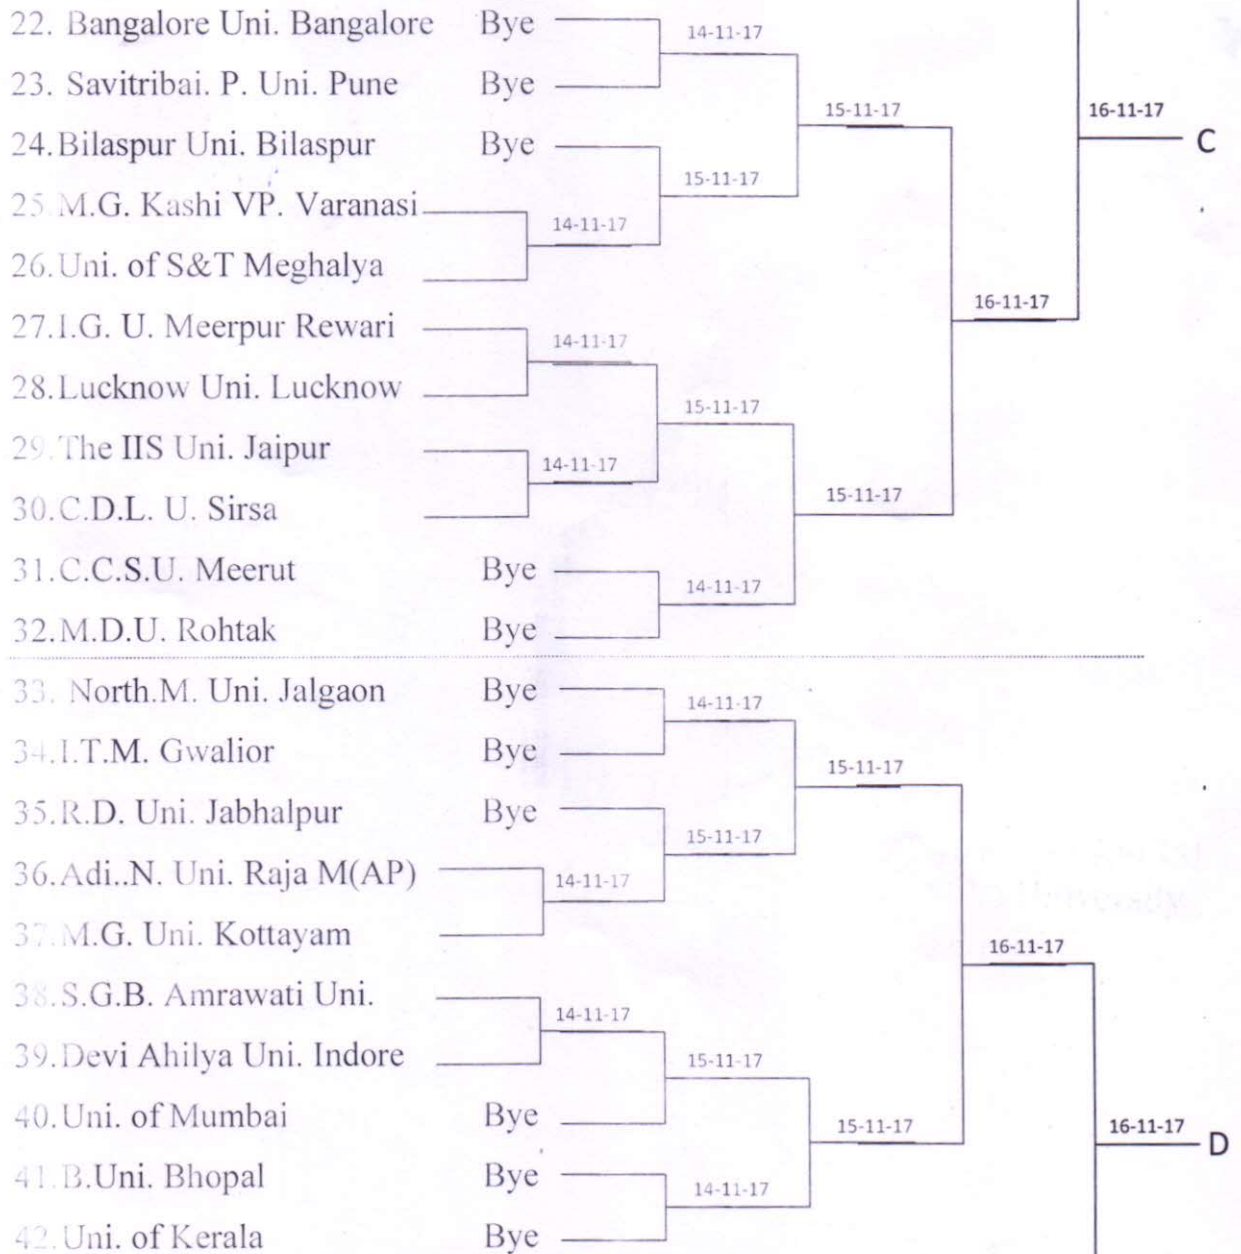 22. Bangalore Uni. Bangalore Bye
14-11-17
23. Savitribai. P. Uni. Pune Bye
15-11-17
16-11-17
C
24. Bilaspur Uni. Bilaspur Bye
15-11-17
25. M.G. Kashi VP. Varanasi
14-11-17
26. Uni. of S&T Meghalya
16-11-17
27. I.G. U. Meerpur Rewari
14-11-17
28. Lucknow Uni. Lucknow
15-11-17
29. The IIS Uni. Jaipur
14-11-17
15-11-17
30. C.D.L. U. Sirsa
31. C.C.S.U. Meerut Bye
14-11-17
32. M.D.U. Rohtak Bye
33. North.M. Uni. Jalgaon Bye
14-11-17
34. I.T.M. Gwalior Bye
15-11-17
35. R.D. Uni. Jabhalpur Bye
15-11-17
36. Adi..N. Uni. Raja M(AP)
14-11-17
University
37. M.G. Uni. Kottayam
16-11-17
38. S.G.B. Amrawati Uni.
14-11-17
39. Devi Ahilya Uni. Indore
15-11-17
40. Uni. of Mumbai Bye
15-11-17
16-11-17
D
41. B.Uni. Bhopal Bye
14-11-17
42. Uni. of Kerala Bye